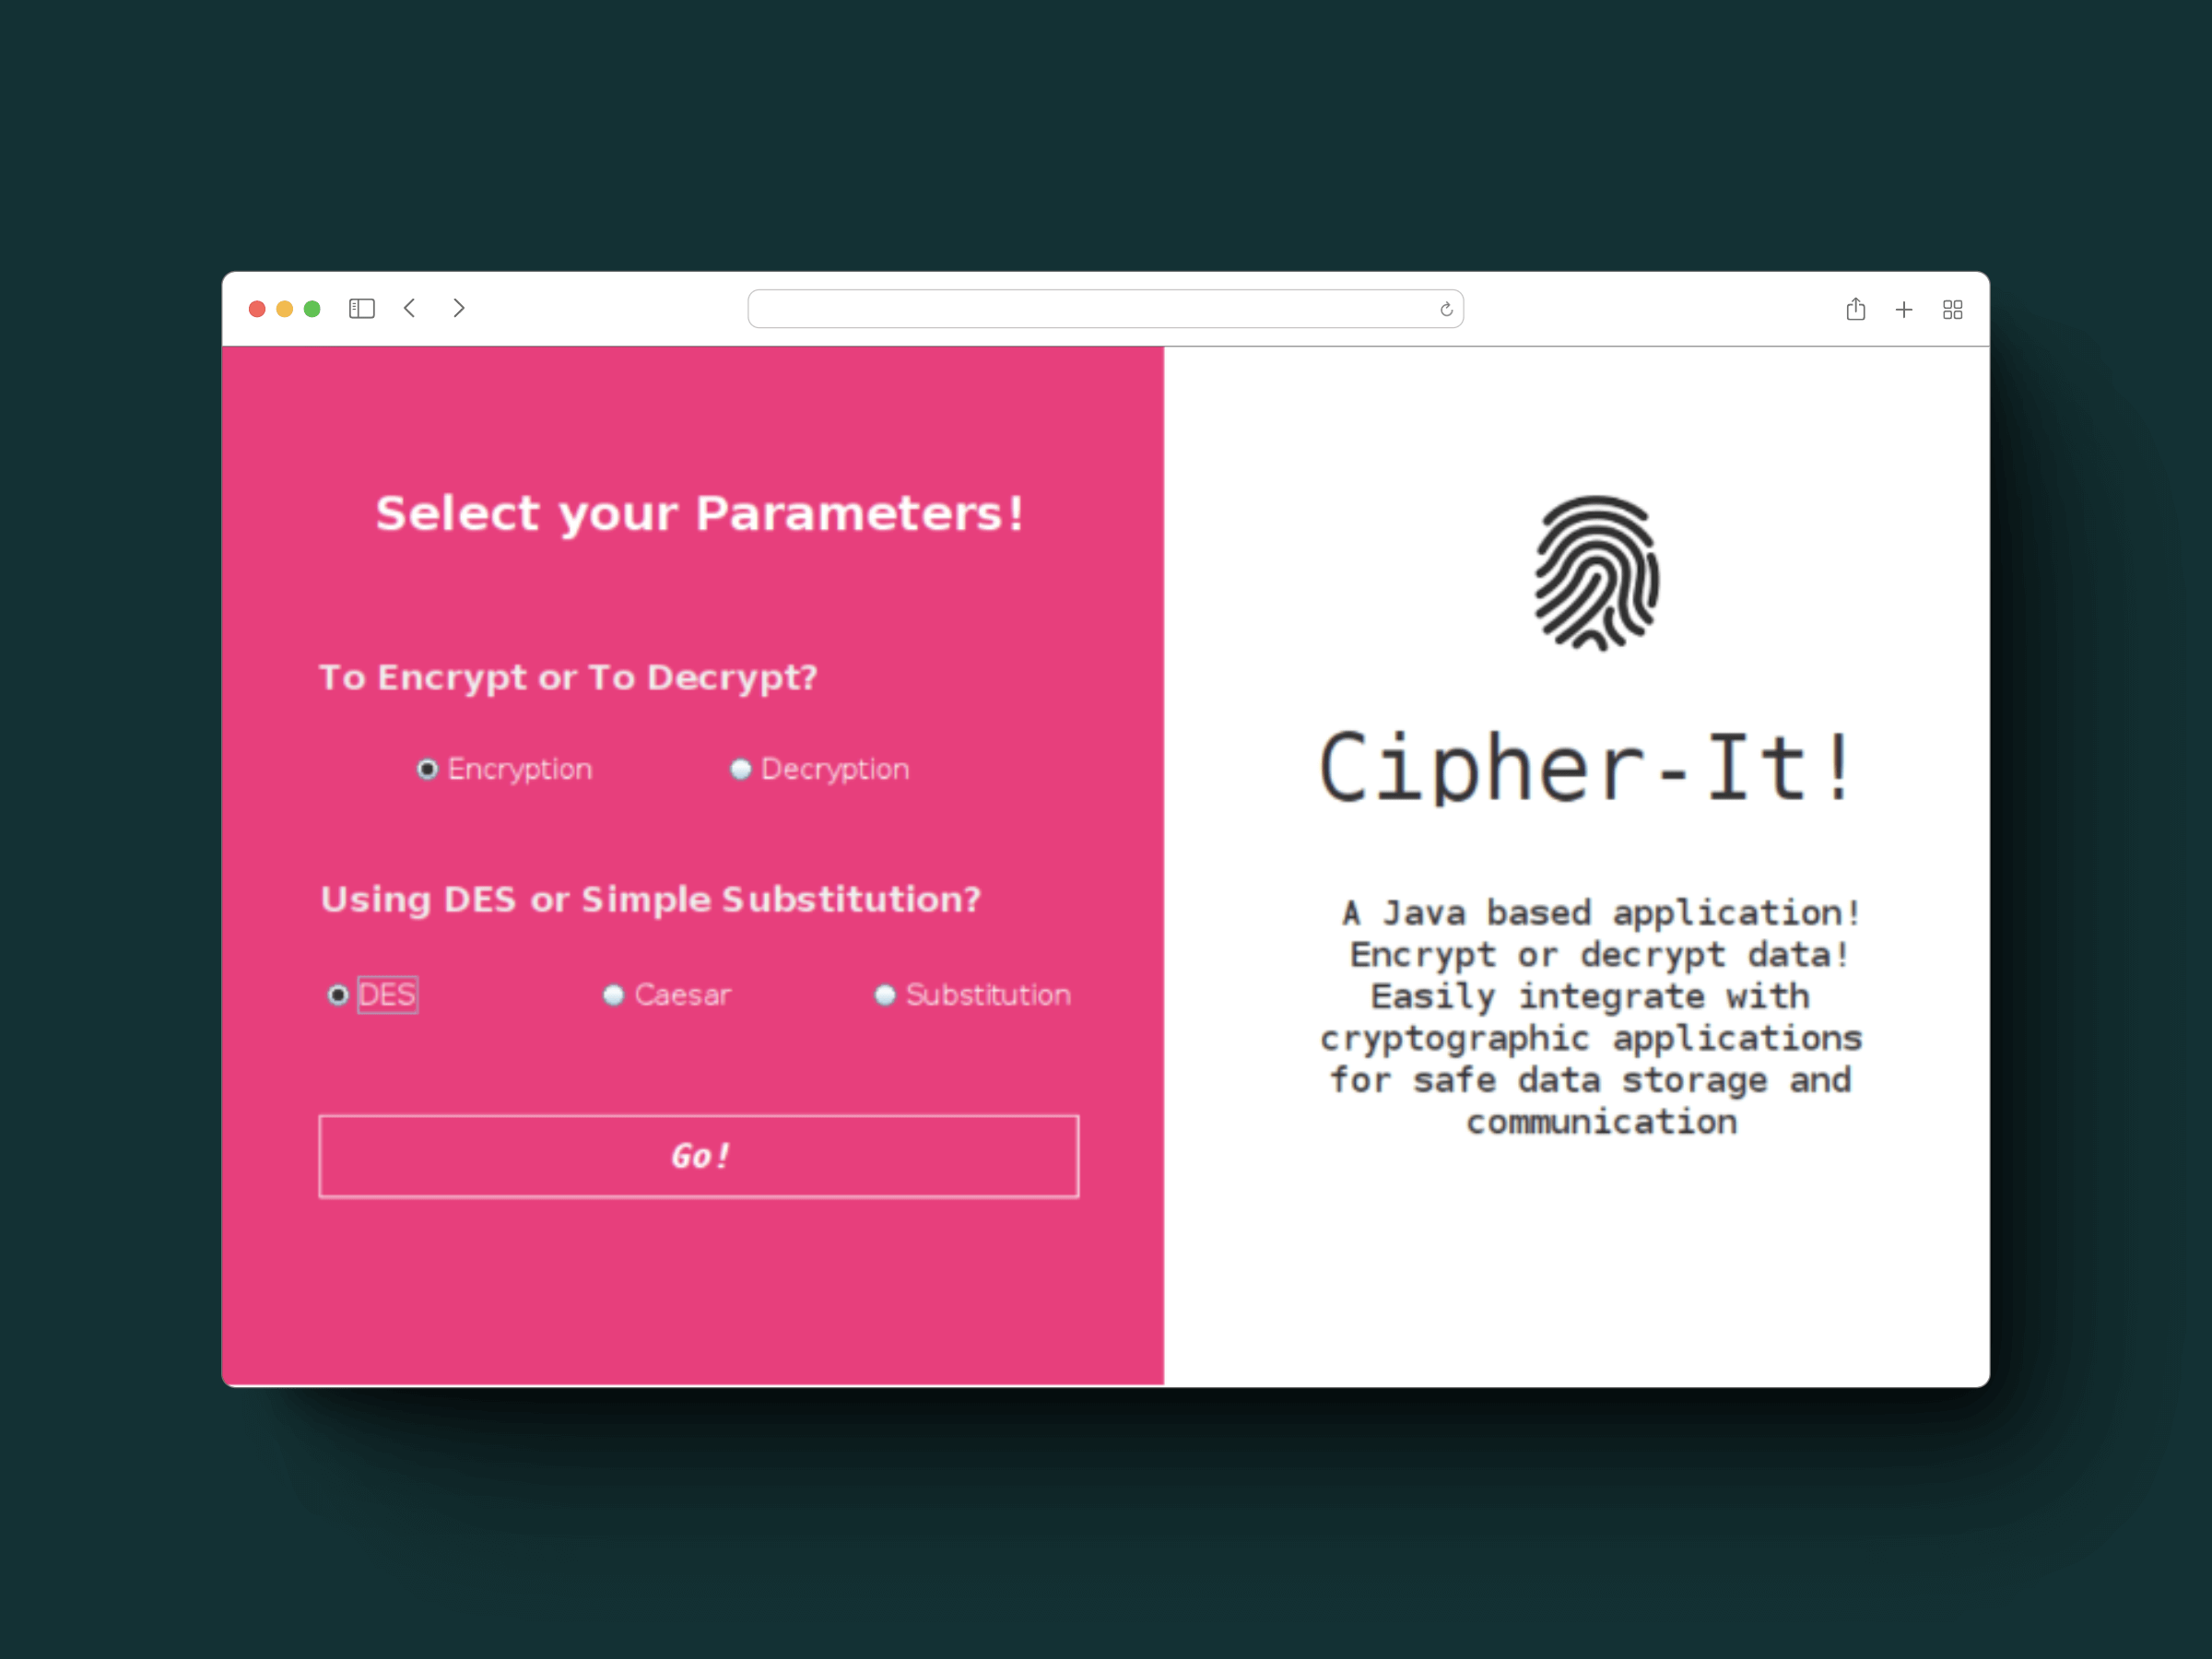 Select your Parameters!
To Encrypt or To Decrypt?
Encryption Decryption
Using DES or Simple Substitution?
DES Caesar Substitution
Go!
Cipher-It!
A Java based application!
Encrypt or decrypt data!
Easily integrate with
cryptographic applications
for safe data storage and
communication